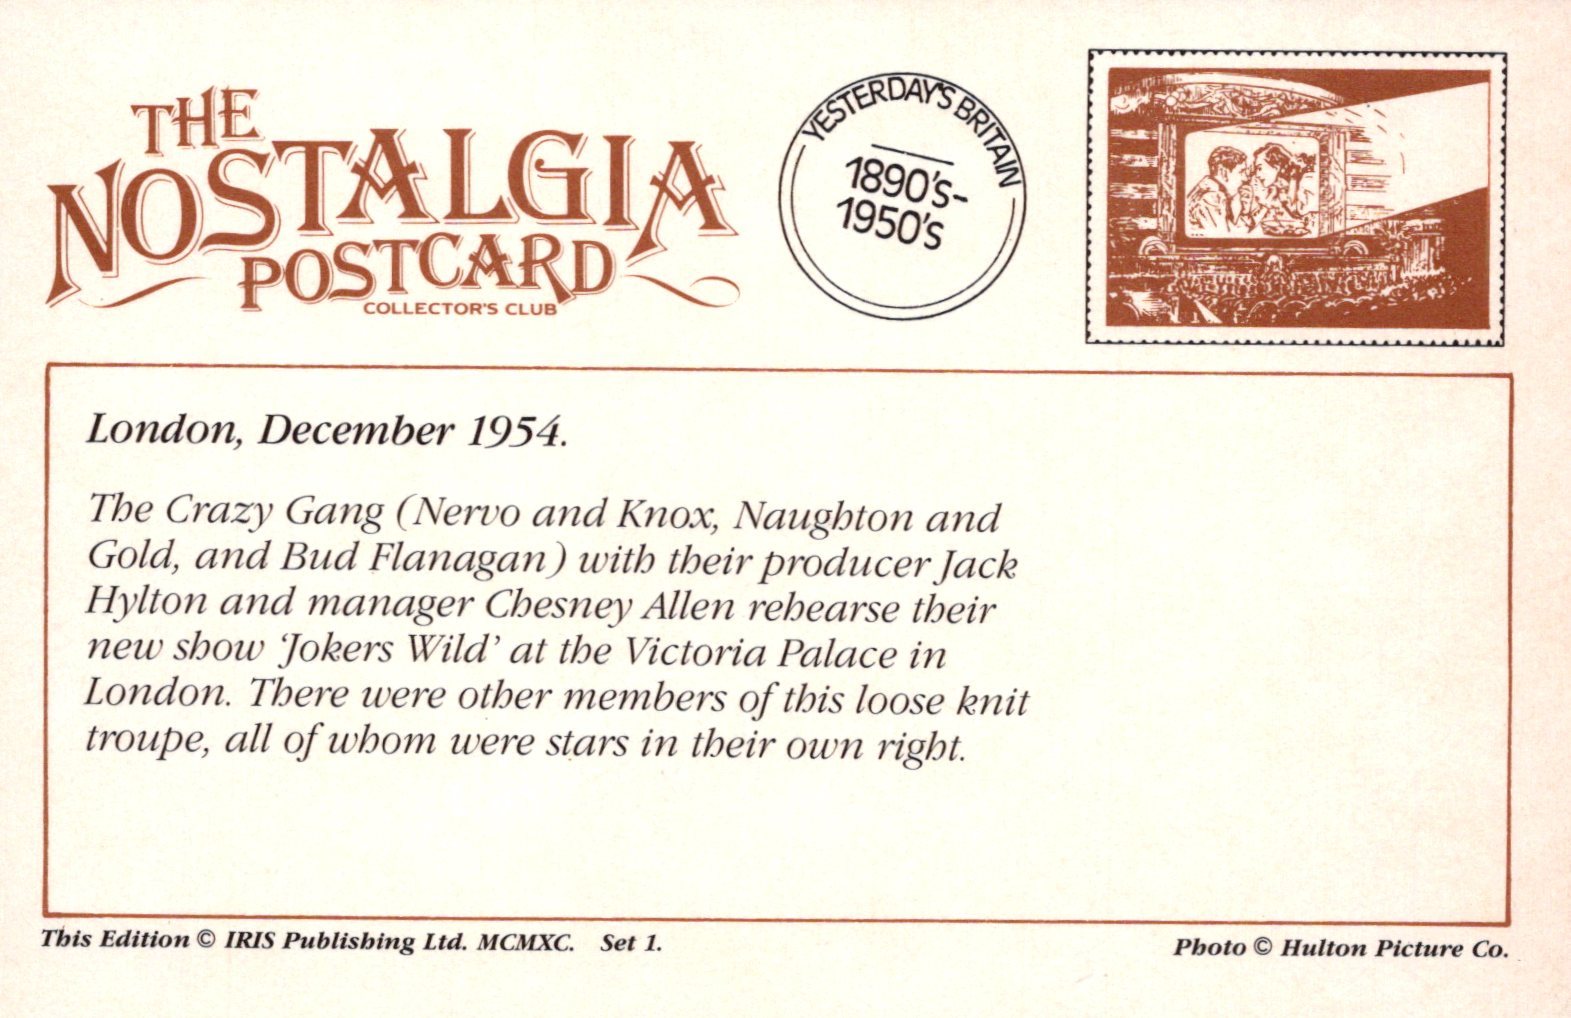 THE
NOSTALGIA
POSTCARD
COLLECTOR'S CLUB
YESTERDAY'S BRITAIN
1890's-
1950's
London, December 1954.
The Crazy Gang (Nervo and Knox, Naughton and
Gold, and Bud Flanagan) with their producer Jack
Hylton and manager Chesney Allen rehearse their
new show 'Jokers Wild' at the Victoria Palace in
London. There were other members of this loose knit
troupe, all of whom were stars in their own right.
This Edition © IRIS Publishing Ltd. MCMXC. Set 1.
Photo © Hulton Picture Co.